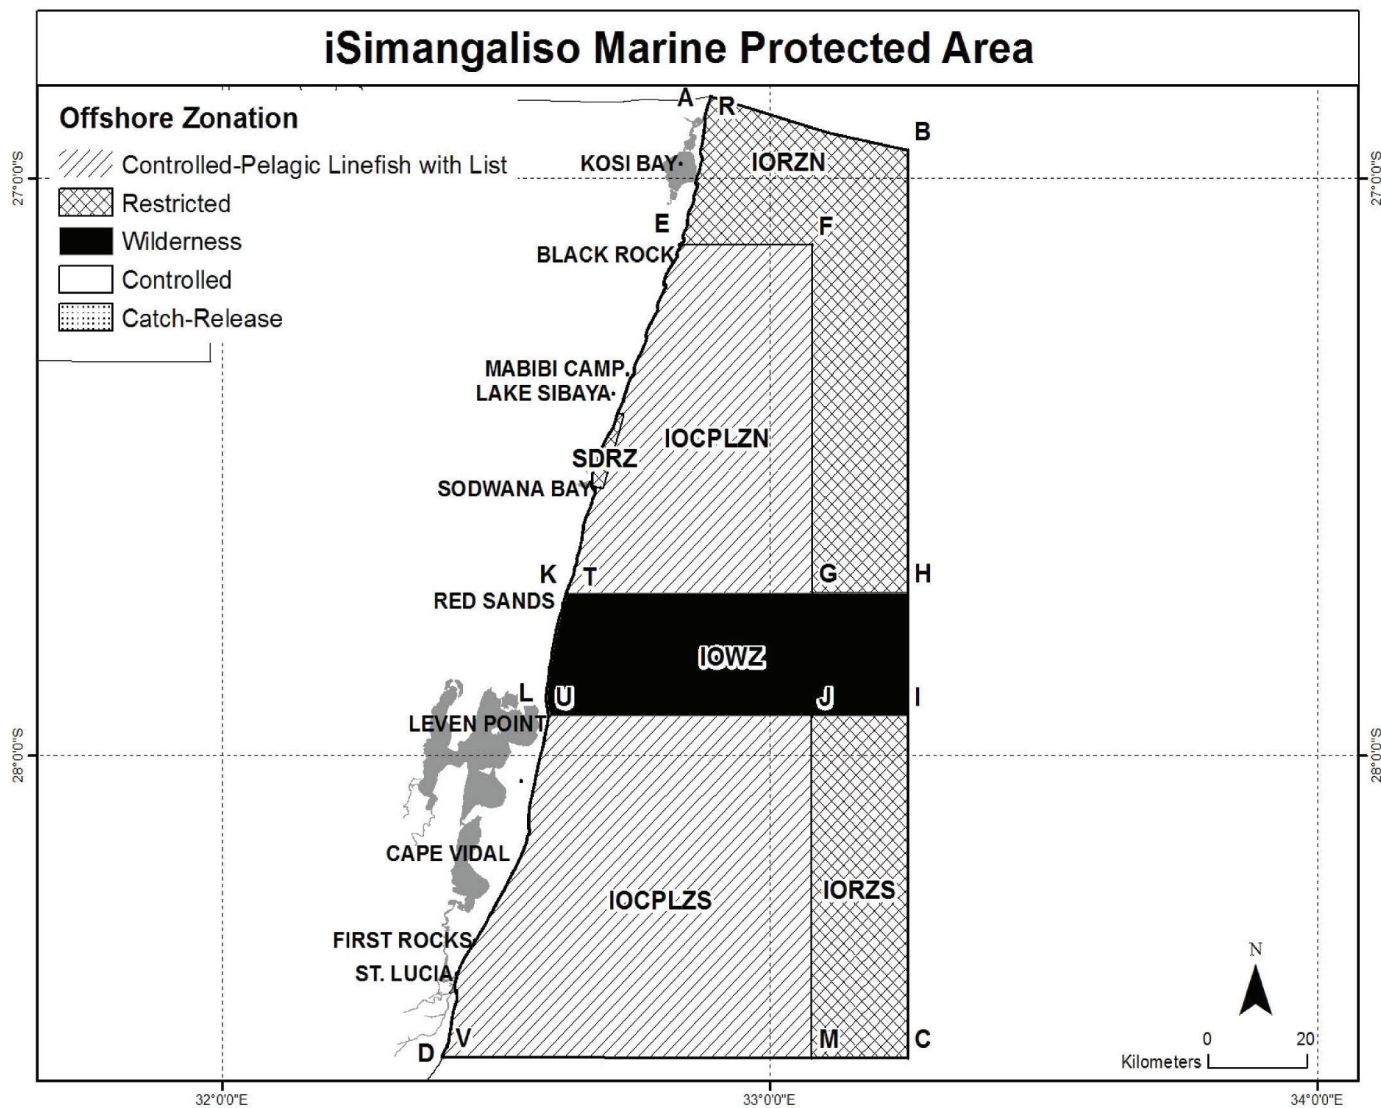 iSimangaliso Marine Protected Area
Offshore Zonation
Controlled-Pelagic Linefish with List
Restricted
Wilderness
Controlled
Catch-Release
A
R
B
KOSI BAY
IORZN
27°0'0"S
27°0'0"S
E
F
BLACK ROCK
MABIBI CAMP
LAKE SIBAYA
IOCPLZN
SDRZ
SODWANA BAY
K
T
G
H
RED SANDS
IOWZ
L
U
J
I
LEVEN POINT
28°0'0"S
28°0'0"S
CAPE VIDAL
IOCPLZS
IORZS
FIRST ROCKS
ST. LUCIA
N
D
V
M
C
0 20
Kilometers
32°0'0"E
33°0'0"E
34°0'0"E